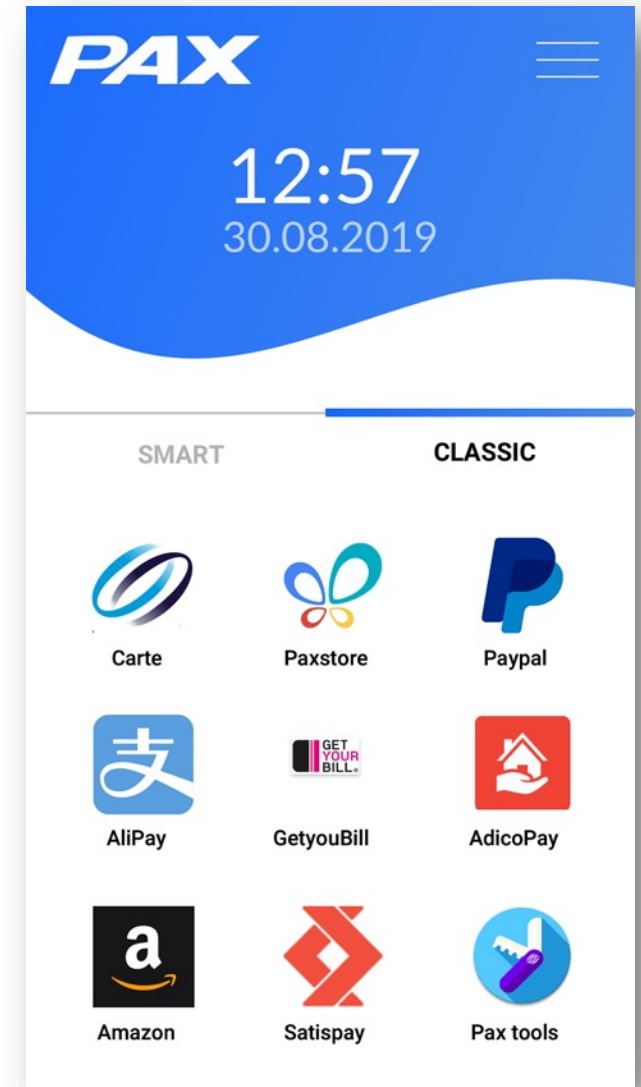 PAX
12:57
30.08.2019
SMART CLASSIC
Carte Paxstore Paypal
支 GET
YOUR
BILL.
AliPay GetyouBill AdicoPay
a
Amazon Satispay Pax tools